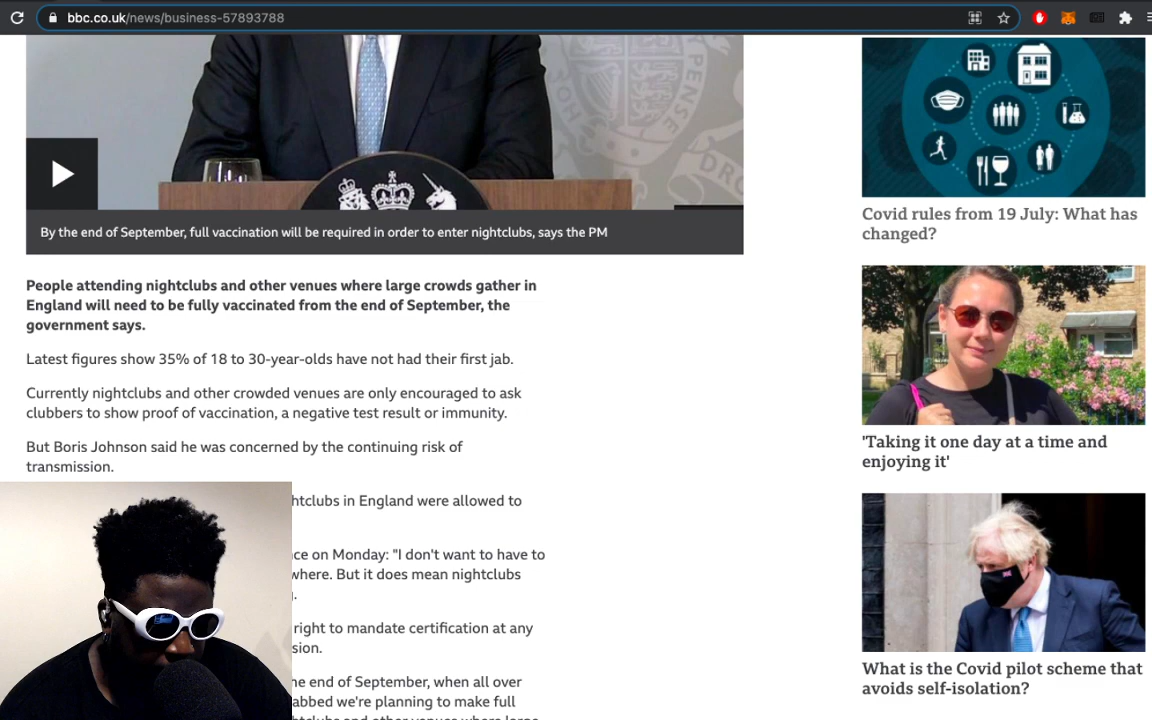 bbc.co.uk/news/business-57893788
By the end of September, full vaccination will be required in order to enter nightclubs, says the PM
People attending nightclubs and other venues where large crowds gather in
England will need to be fully vaccinated from the end of September, the
government says.
Latest figures show 35% of 18 to 30-year-olds have not had their first jab.
Currently nightclubs and other crowded venues are only encouraged to ask
clubbers to show proof of vaccination, a negative test result or immunity.
But Boris Johnson said he was concerned by the continuing risk of
transmission.
in England were allowed to
on Monday: "I don't want to have to
But it does mean nightclubs
right to mandate certification at any
end of September, when all over
we're planning to make full
and other venues where large
Covid rules from 19 July: What has
changed?
'Taking it one day at a time and
enjoying it'
What is the Covid pilot scheme that
avoids self-isolation?